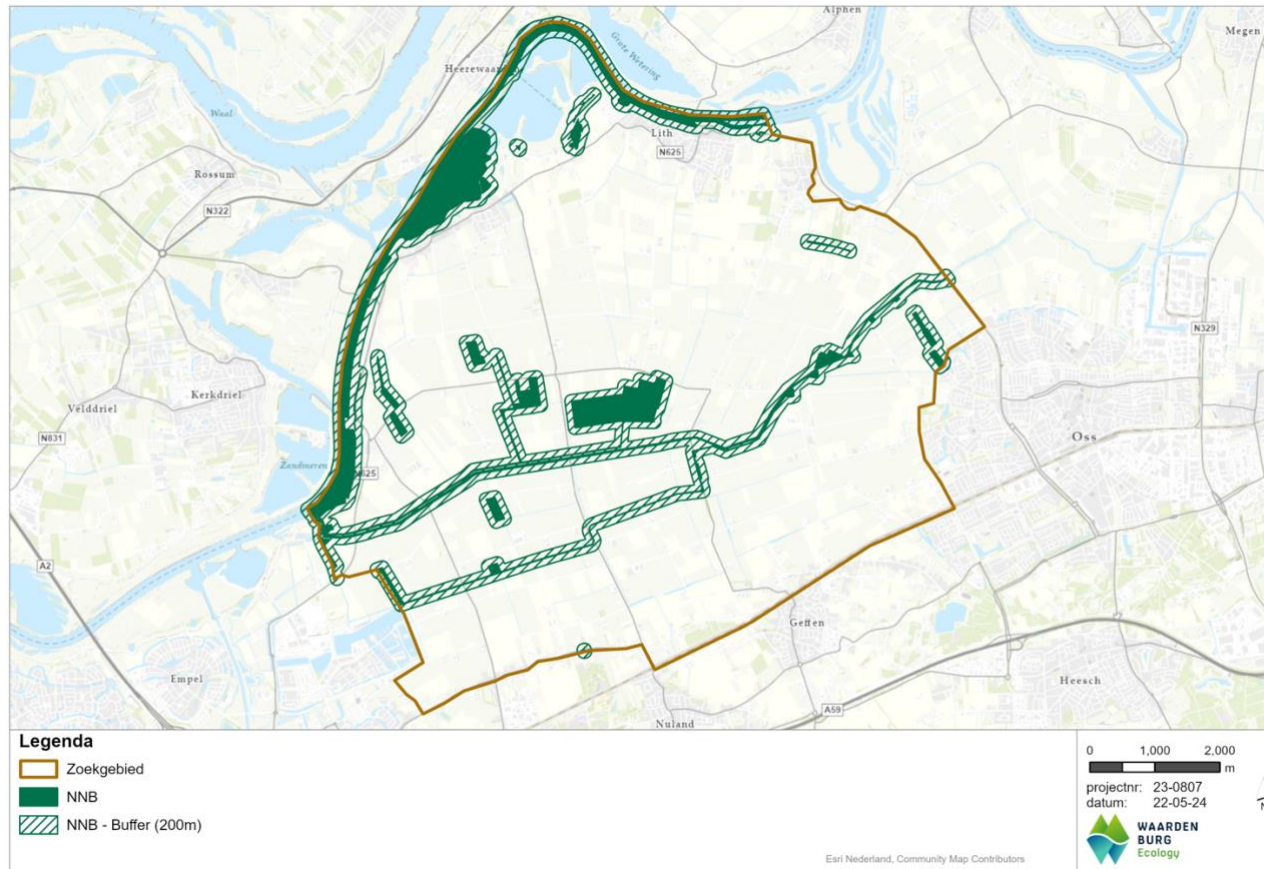 Alphen
Megen
Grote Wetering
Heerewaar
Waal
Lith
N625
Rossum
N322
N329
Kerkdriel
Velddriel
N831
Oss
Zandmeren
625
A2
Geffen
Empel
Heesch
A59
Nuland
Legenda
Zoekgebied
NNB
NNB - Buffer (200m)
0 1,000 2,000
m
projectnr: 23-0807
datum: 22-05-24
N
WAARDEN
BURG
Ecology
Esri Nederland, Community Map Contributors